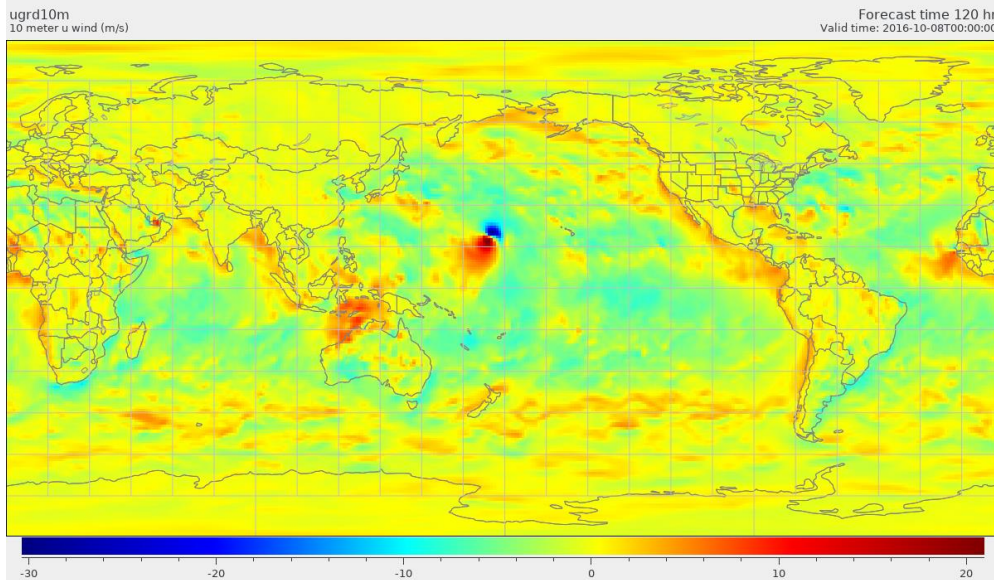 ugrd10m
10 meter u wind (m/s)
Forecast time 120 hr
Valid time: 2016-10-08T00:00:00
-30 -20 -10 0 10 20